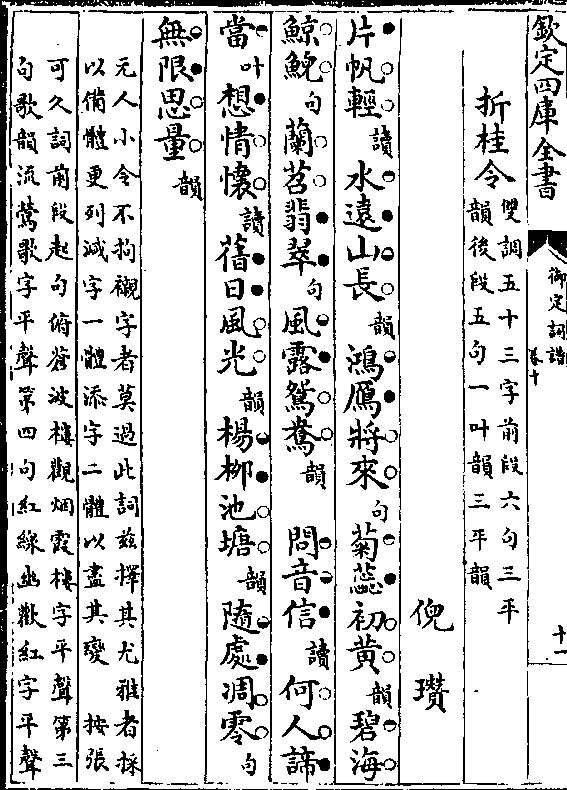 欽定四庫全書
御定詞譜
卷十
十一
折桂令
雙調五十三字前段六句三平
韻後段五句一叶韻三平韻
倪瓚
片帆輕讀水遠山長韻鴻鴈將來句菊蕊初黃韻碧海
鯨鯢句蘭苕翡翠句風露鴛鴦韻 問音信讀何人諦
當叶想情懷讀舊日風光韻楊柳池塘韻隨處凋零句
無限思量韻
元人小令不拘襯字者莫過此詞茲擇其尤雅者採
以備體更列減字一體添字二體以盡其變 按張
可久詞前段起句俯蒼波樓觀烟霞樓字平聲第三
句歌韻流鶯歌字平聲第四句紅線幽歡紅字平聲